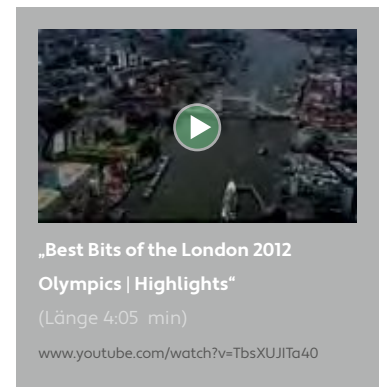 „Best Bits of the London 2012
Olympics | Highlights“
(Länge 4:05 min)
www.youtube.com/watch?v=TbsXUJITa40